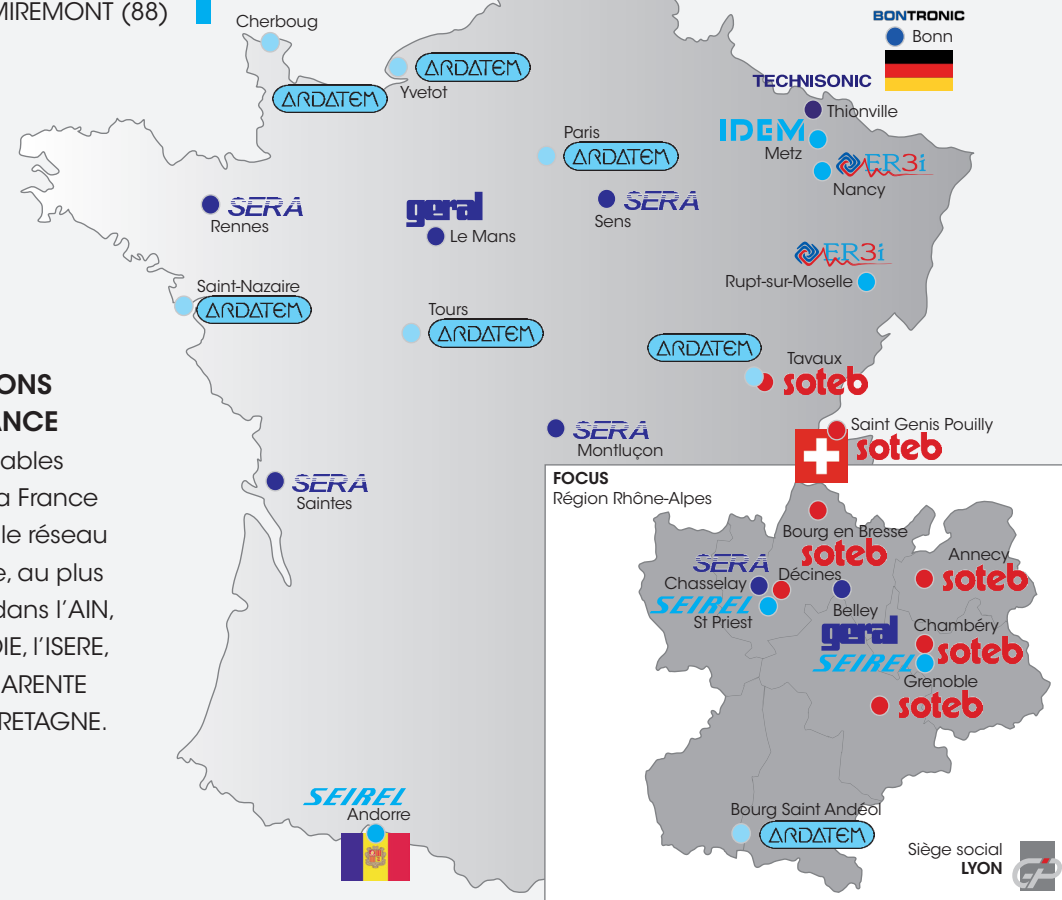 MIREMONT (88)
Cherboug
ARDATEM
ARDATEM
Yvetot
BONTRONIC
Bonn
TECHNISONIC
Thionville
IDEM
Metz
ER3i
Nancy
Paris
ARDATEM
SERA
Rennes
geral
Le Mans
SERA
Sens
ER3i
Rupt-sur-Moselle
Saint-Nazaire
ARDATEM
Tours
ARDATEM
ARDATEM
Tavaux
soteb
SERA
Montluçon
Saint Genis Pouilly
soteb
SERA
Saintes
ONS
ANCE
ables
a France
le réseau
e, au plus
dans l'AIN,
OIE, l'ISERE,
ARENTE
RETAGNE.
SEIREL
Andorre
FOCUS
Région Rhône-Alpes
Bourg en Bresse
soteb
SERA
Chasselay
Décines
SEIREL
St Priest
Belley
geral
Annecy
soteb
Chambéry
soteb
SEIREL
Grenoble
soteb
Bourg Saint Andéol
ARDATEM
Siège social
LYON
GP